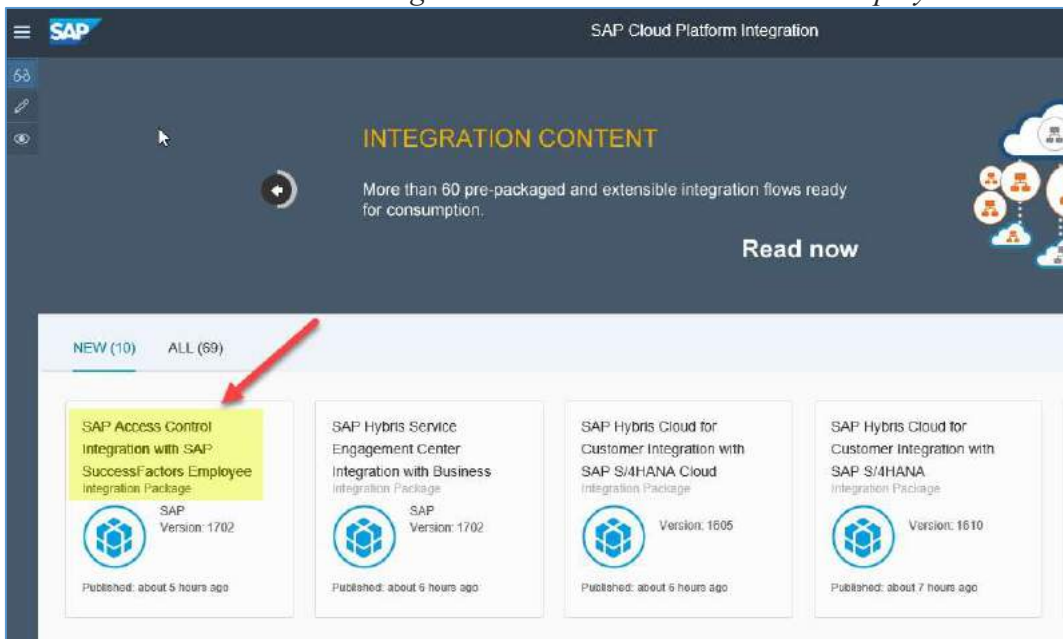 SAP
SAP Cloud Platform Integration
INTEGRATION CONTENT
More than 60 pre-packaged and extensible integration flows ready
for consumption.
Read now
NEW (10)
ALL (69)
SAP Access Control
Integration with SAP
SuccessFactors Employee
Integration Package
SAP
Version: 1702
Published: about 5 hours ago
SAP Hybris Service
Engagement Center
Integration with Business
Integration Package
SAP
Version: 1702
Published: about 6 hours ago
SAP Hybris Cloud for
Customer Integration with
SAP S/4HANA Cloud
Integration Package
Version: 1605
Published: about 6 hours ago
SAP Hybris Cloud for
Customer Integration with
SAP S/4HANA
Integration Package
Version: 1610
Published: about 7 hours ago